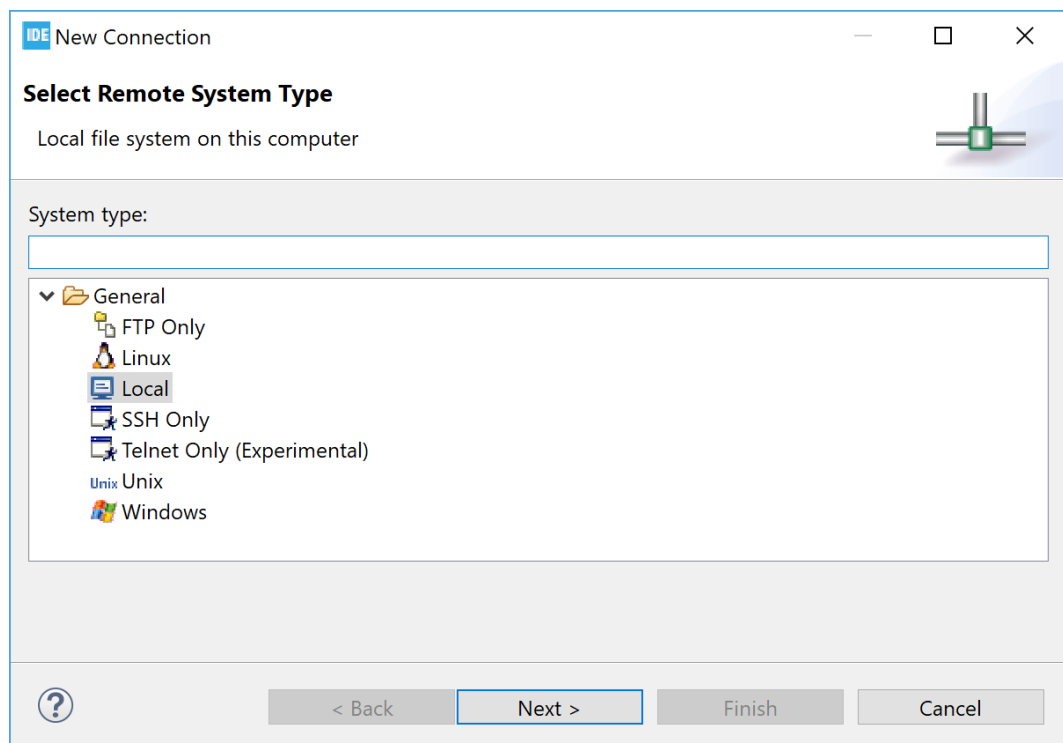 IDE New Connection
Select Remote System Type
Local file system on this computer
System type:
General
FTP Only
Linux
Local
SSH Only
Telnet Only (Experimental)
Unix Unix
Windows
? < Back Next > Finish Cancel